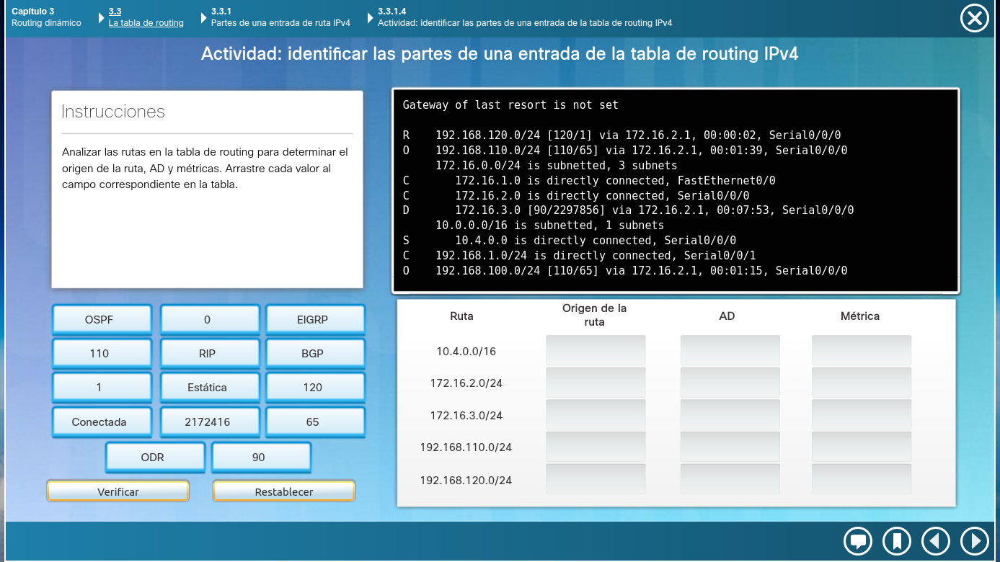 Capítulo 3
Routing dinámico
3.3
La tabla de routing
3.3.1
Partes de una entrada de ruta IPv4
3.3.1.4
Actividad: identificar las partes de una entrada de la tabla de routing IPv4
Actividad: identificar las partes de una entrada de la tabla de routing IPv4
Instrucciones
Analizar las rutas en la tabla de routing para determinar el
origen de la ruta, AD y métricas. Arrastre cada valor al
campo correspondiente en la tabla.
Gateway of last resort is not set
R    192.168.120.0/24 [120/1] via 172.16.2.1, 00:00:02, Serial0/0/0
O    192.168.110.0/24 [110/65] via 172.16.2.1, 00:01:39, Serial0/0/0
     172.16.0.0/24 is subnetted, 3 subnets
C       172.16.1.0 is directly connected, FastEthernet0/0
C       172.16.2.0 is directly connected, Serial0/0/0
D       172.16.3.0 [90/2297856] via 172.16.2.1, 00:07:53, Serial0/0/0
     10.0.0.0/16 is subnetted, 1 subnets
S       10.4.0.0 is directly connected, Serial0/0/0
C    192.168.1.0/24 is directly connected, Serial0/0/1
O    192.168.100.0/24 [110/65] via 172.16.2.1, 00:01:15, Serial0/0/0
OSPF 0 EIGRP
110 RIP BGP
1 Estática 120
Conectada 2172416 65
ODR 90
Verificar Restablecer
Ruta Origen de la ruta AD Métrica
10.4.0.0/16
172.16.2.0/24
172.16.3.0/24
192.168.110.0/24
192.168.120.0/24